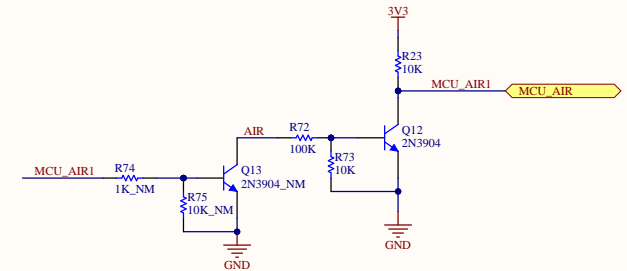 3V3
R23
10K
MCU_AIR1
MCU_AIR
AIR
R72
100K
Q12
2N3904
R73
10K
MCU_AIR1
R74
1K_NM
Q13
2N3904_NM
R75
10K_NM
GND
GND